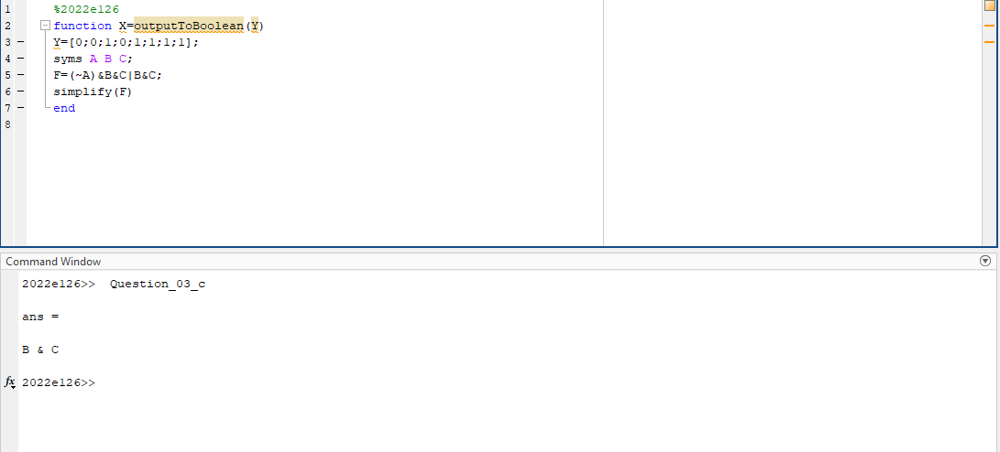 1 %2022e126
2 function X=outputToBoolean(Y)
3 Y=[0;0;1;0;1;1;1;1];
4 syms A B C;
5 F=(~A)&B&C|B&C;
6 simplify(F)
7 end
8
Command Window
2022e126>> Question_03_c
ans =
B & C
fx 2022e126>>